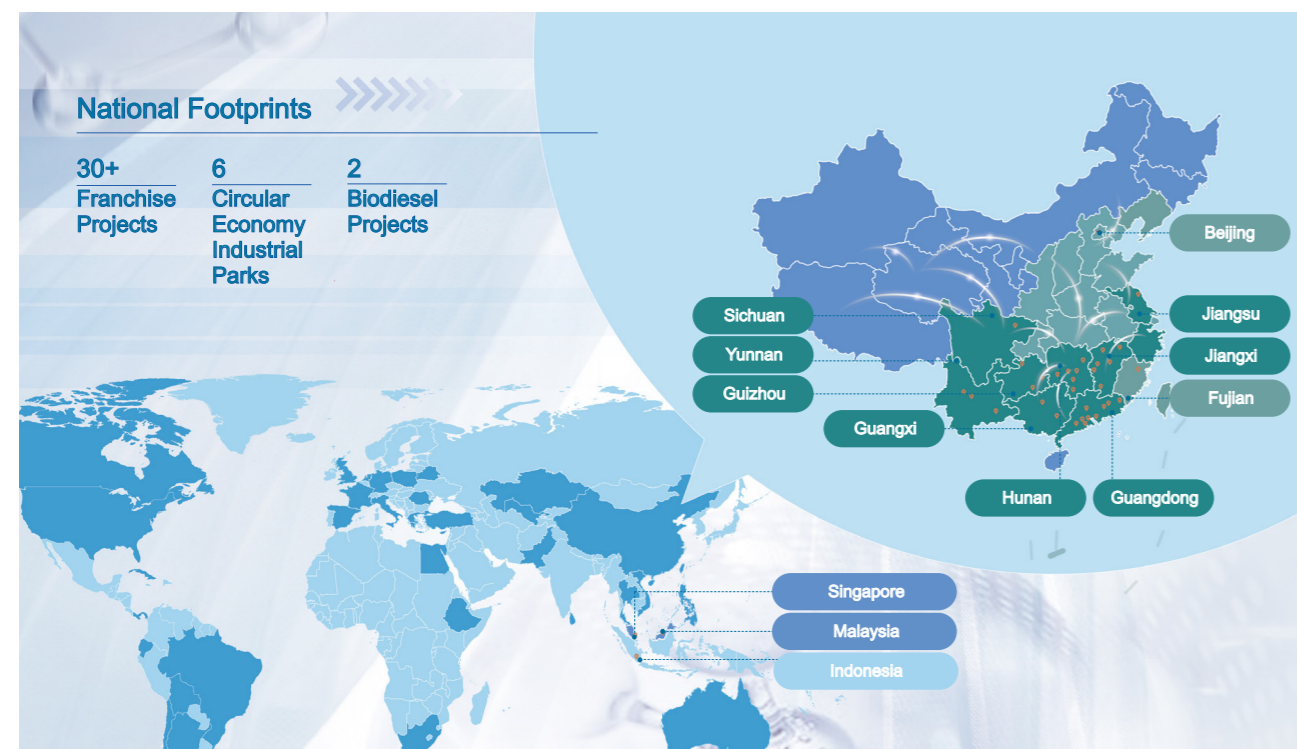 National Footprints
30+
Franchise
Projects
6
Circular
Economy
Industrial
Parks
2
Biodiesel
Projects
Beijing
Sichuan
Jiangsu
Yunnan
Jiangxi
Guizhou
Fujian
Guangxi
Hunan
Guangdong
Singapore
Malaysia
Indonesia